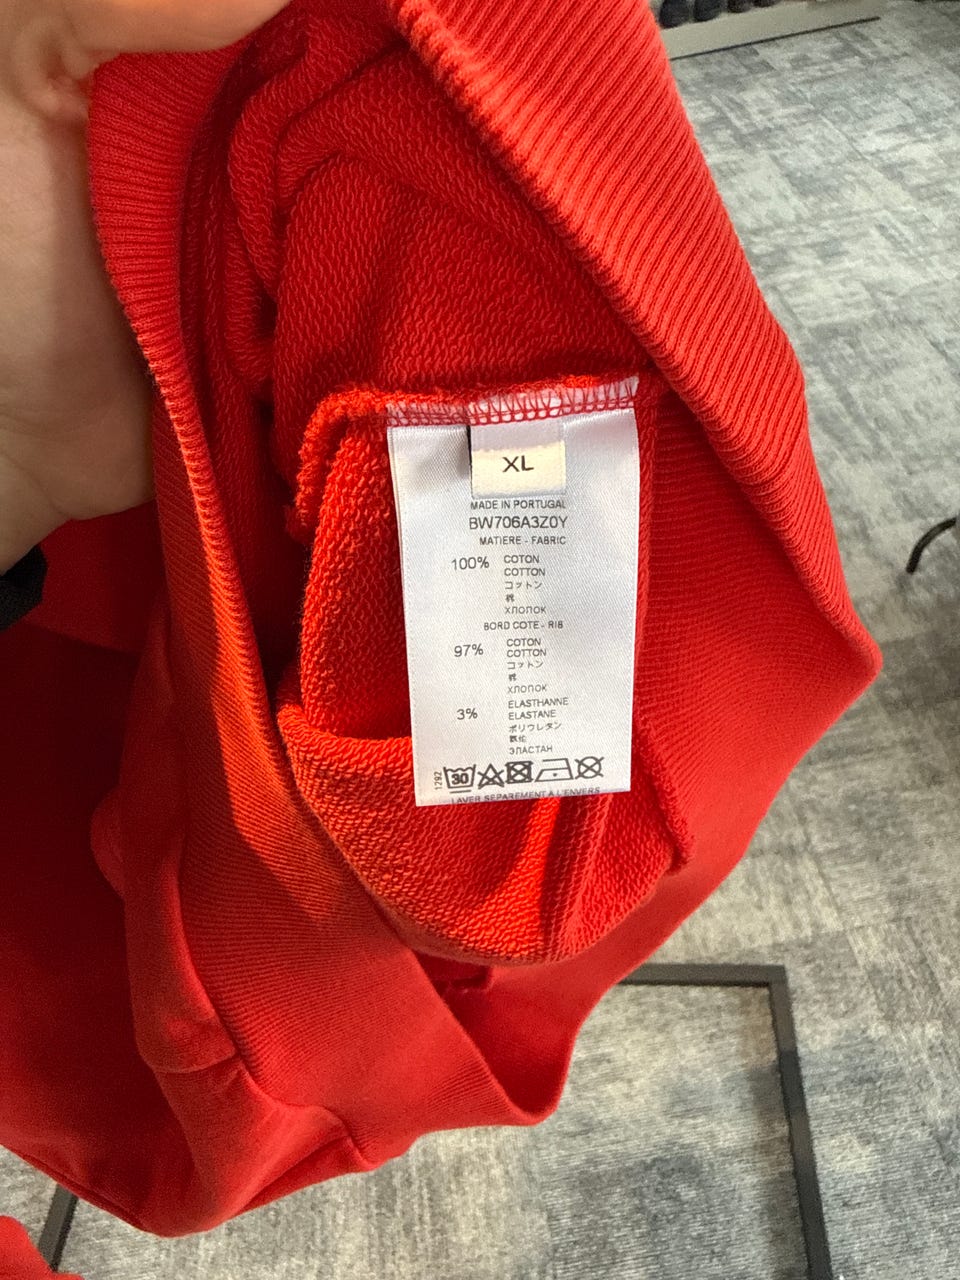 XL
MADE IN PORTUGAL
BW706A3Z0Y
MATIERE - FABRIC
100% COTON
COTTON
コットン
棉
ХЛОПОК
BORD COTE - RIB
97% COTON
COTTON
コットン
棉
ХЛОПОК
3% ELASTHANNE
ELASTANE
ポリウレタン
氨纶
ЭЛАСТАН
1292
30
LAVER SEPAREMENT A L'ENVERS